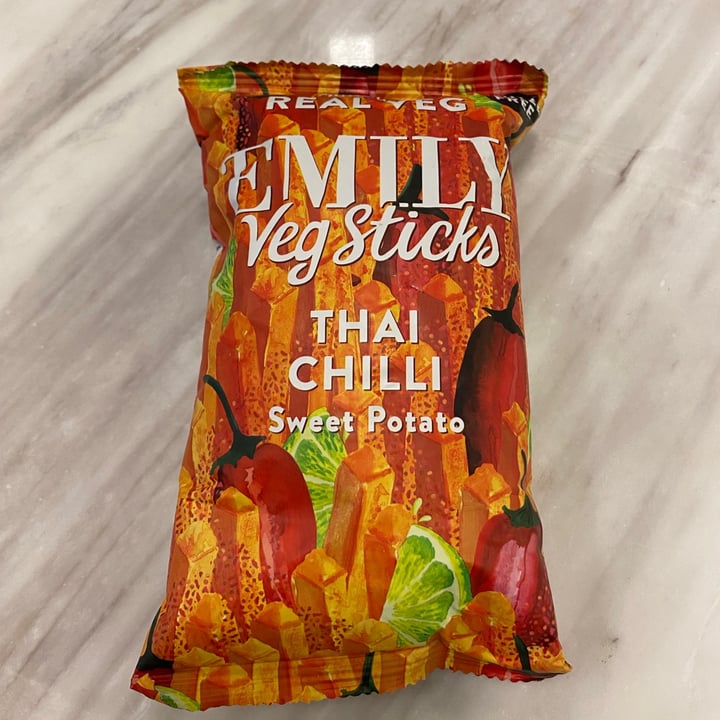 REAL VEG
EMILY
Veg Sticks
THAI
CHILLI
Sweet Potato